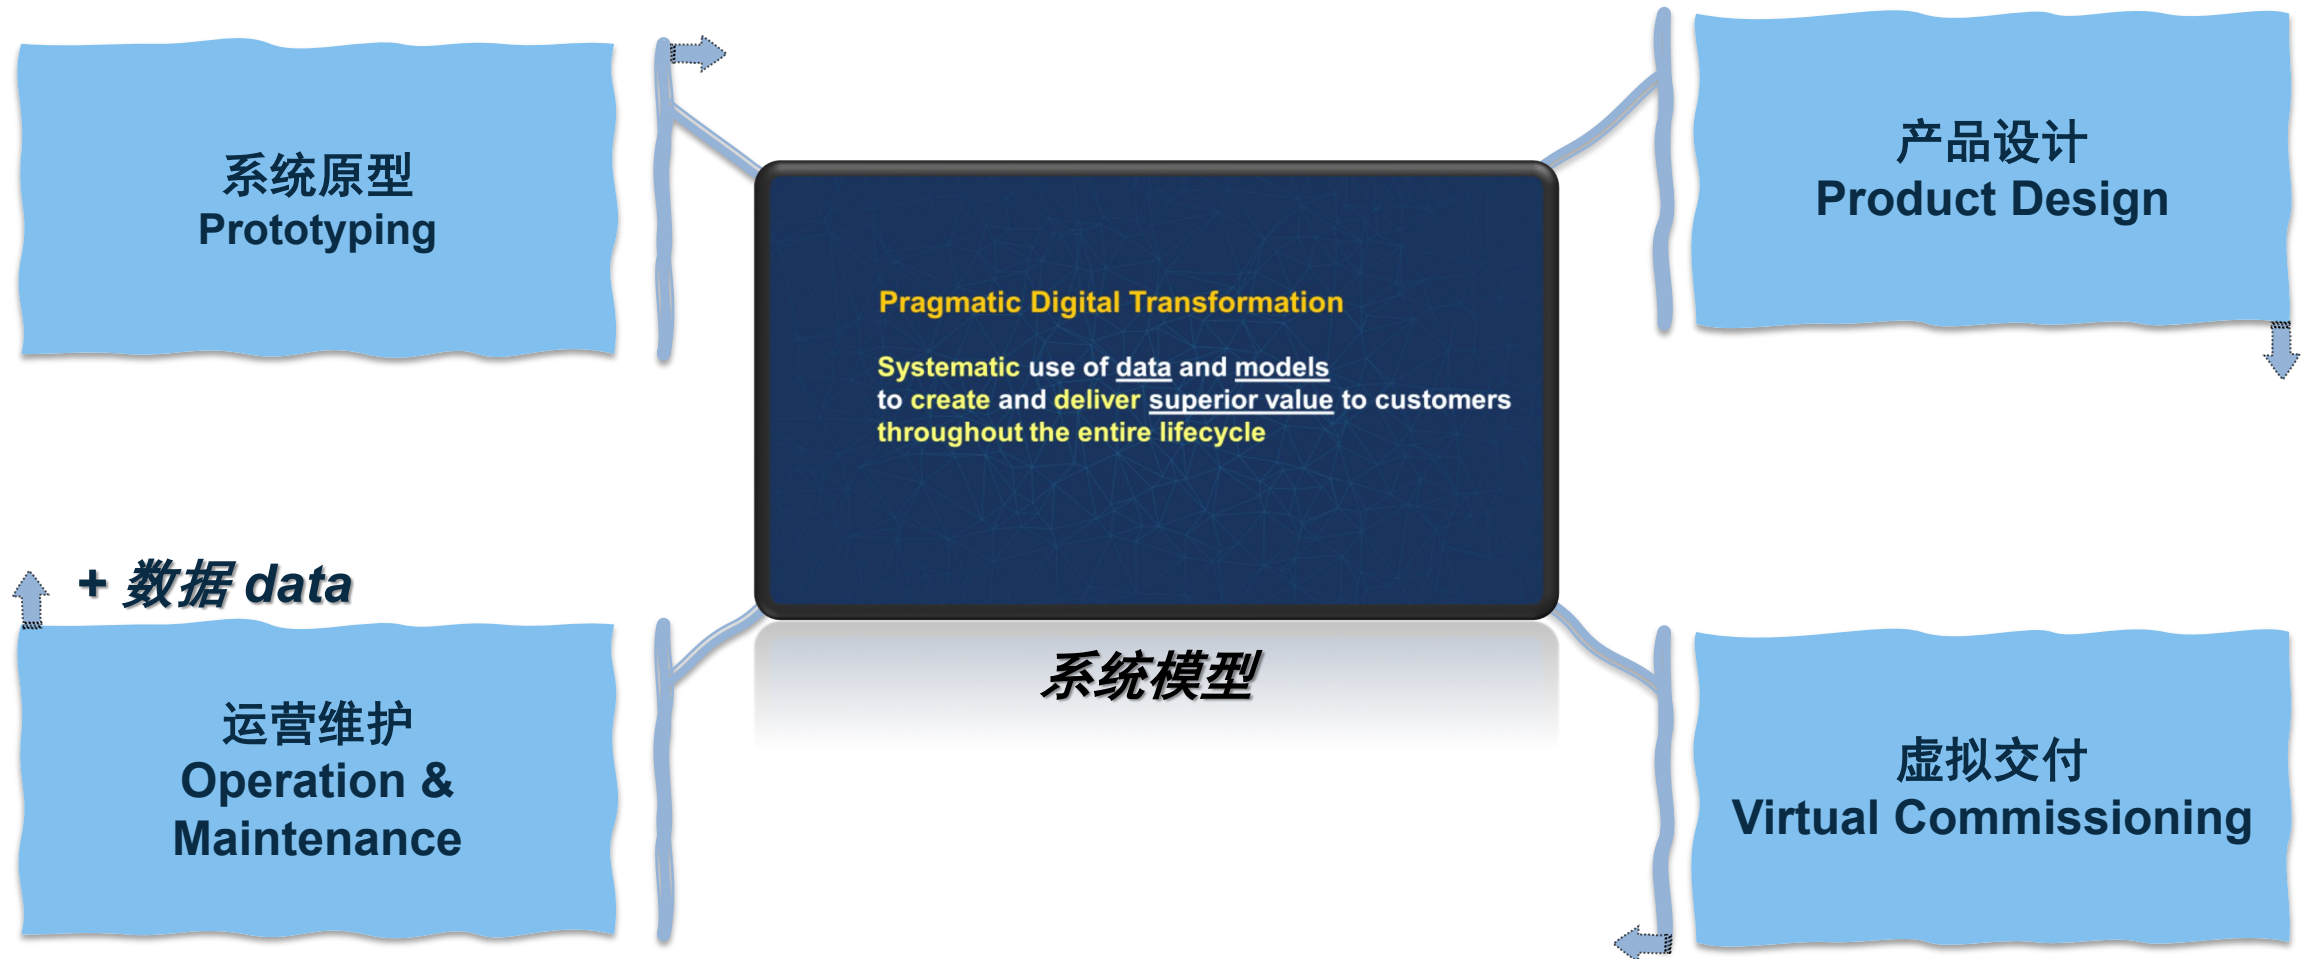 系统原型
Prototyping
产品设计
Product Design
Pragmatic Digital Transformation
Systematic use of data and models
to create and deliver superior value to customers
throughout the entire lifecycle
+ 数据 data
系统模型
运营维护
Operation &
Maintenance
虚拟交付
Virtual Commissioning